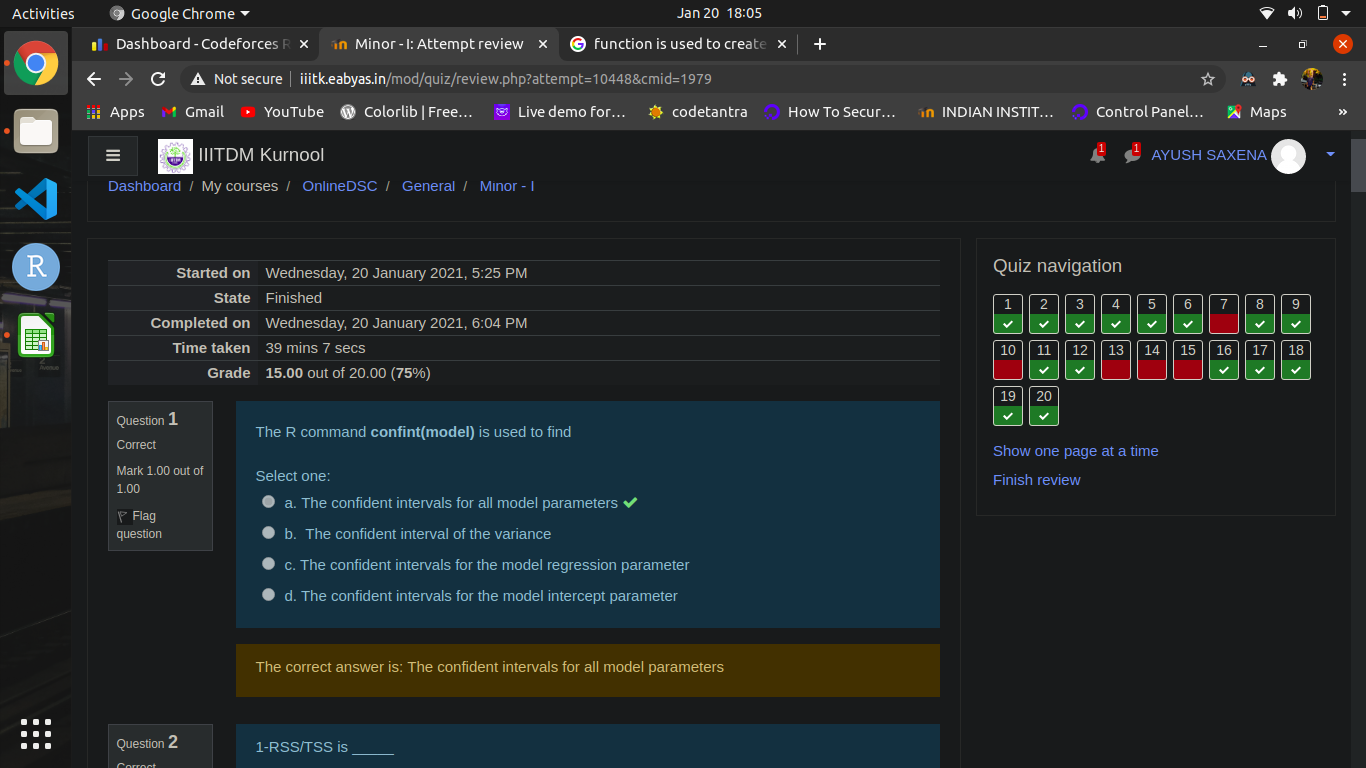 Activities
Google Chrome
Jan 20 18:05
Dashboard - Codeforces R
Minor - I: Attempt review
function is used to create
Not secure
iiitk.eabyas.in/mod/quiz/review.php?attempt=10448&cmid=1979
Apps
Gmail
YouTube
Colorlib | Free…
Live demo for…
codetantra
How To Secur…
INDIAN INSTIT…
Control Panel…
Maps
»
IIITDM Kurnool
1
1
AYUSH SAXENA
Dashboard / My courses / OnlineDSC / General / Minor - I
Started on Wednesday, 20 January 2021, 5:25 PM
State Finished
Completed on Wednesday, 20 January 2021, 6:04 PM
Time taken 39 mins 7 secs
Grade 15.00 out of 20.00 (75%)
Question 1
Correct
Mark 1.00 out of
1.00
Flag
question
The R command confint(model) is used to find
Select one:
a. The confident intervals for all model parameters
b. The confident interval of the variance
c. The confident intervals for the model regression parameter
d. The confident intervals for the model intercept parameter
The correct answer is: The confident intervals for all model parameters
Question 2
Correct
1-RSS/TSS is _____
Quiz navigation
1 2 3 4 5 6 7 8 9
10 11 12 13 14 15 16 17 18
19 20
Show one page at a time
Finish review
R